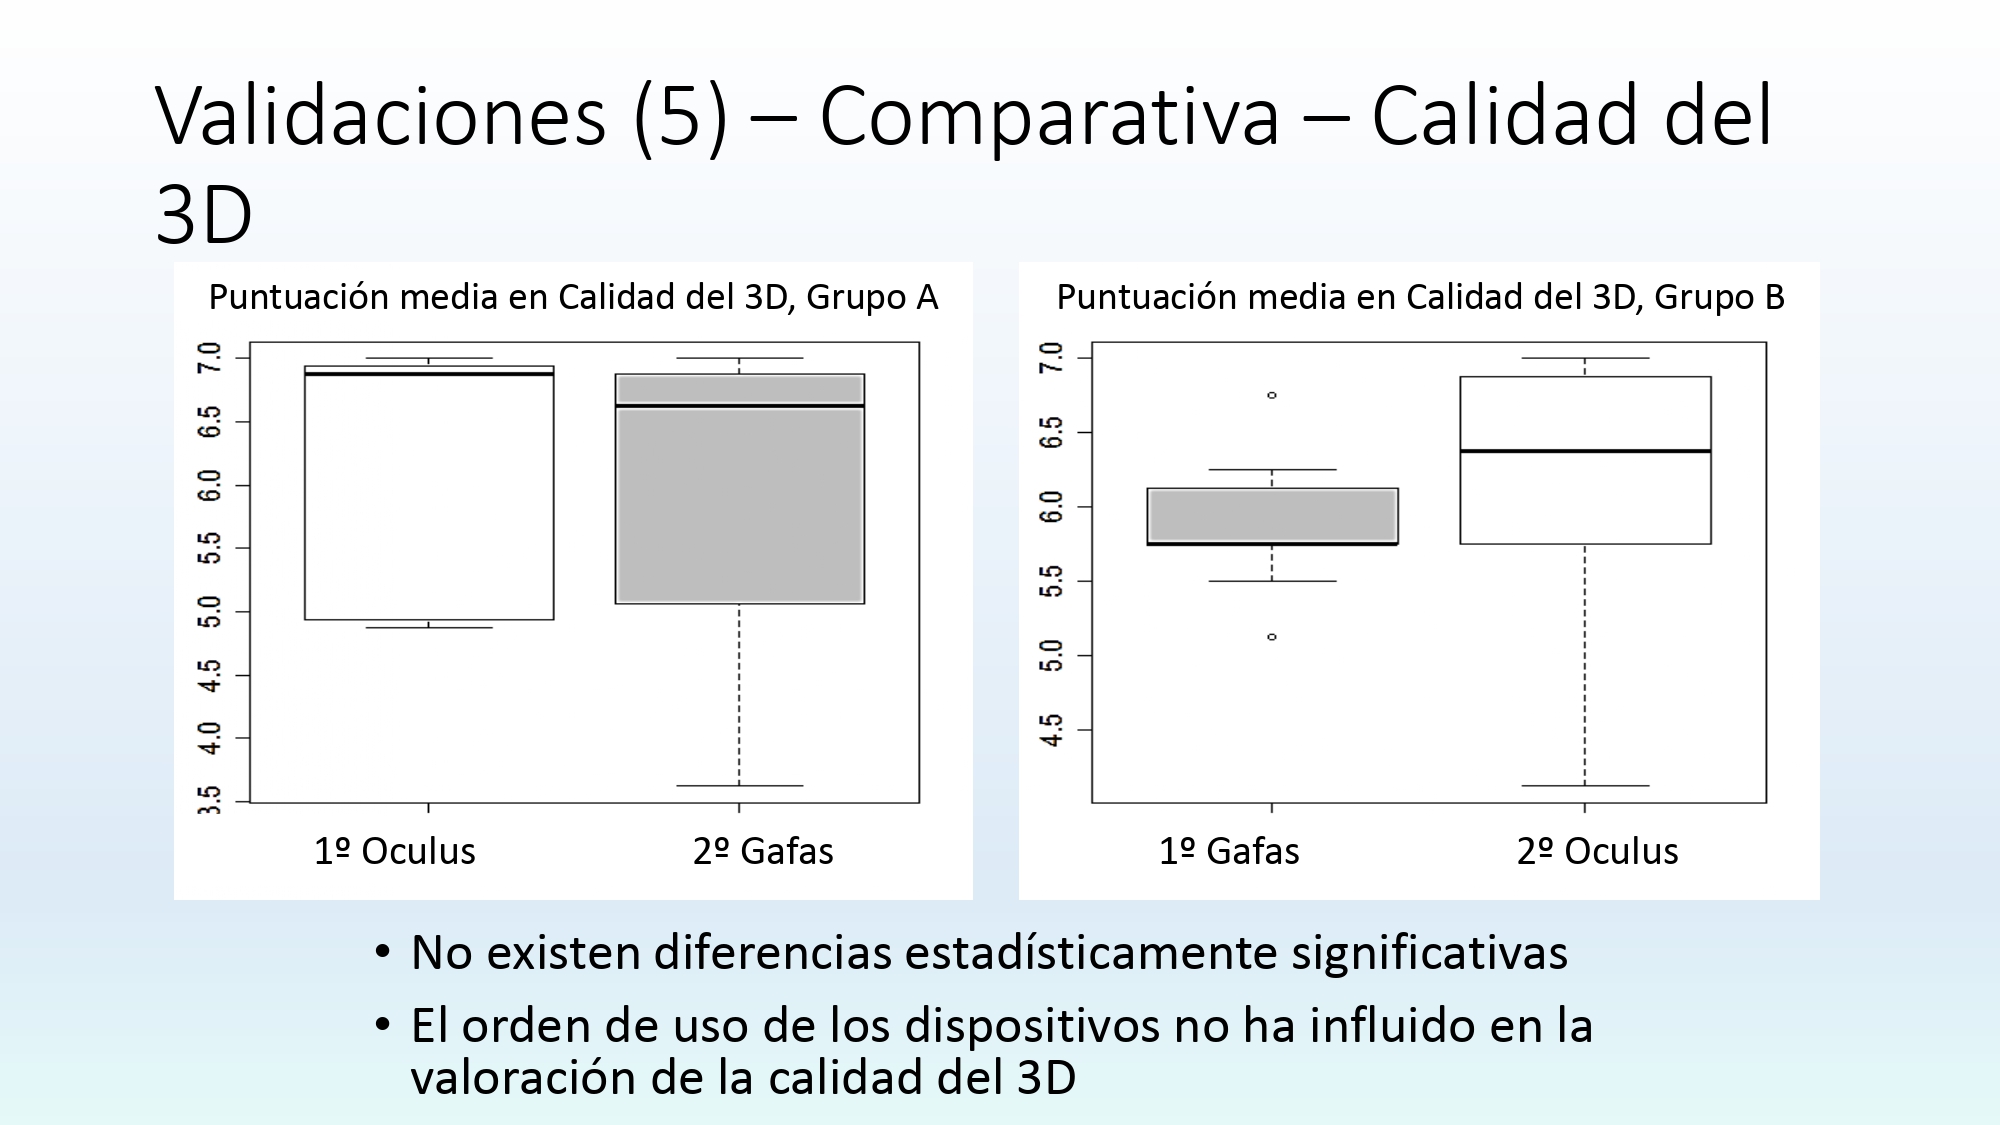 Validaciones (5) – Comparativa – Calidad del
3D
Puntuación media en Calidad del 3D, Grupo A
7.0
6.5
6.0
5.5
5.0
4.5
4.0
3.5
1º Oculus
2º Gafas
Puntuación media en Calidad del 3D, Grupo B
7.0
6.5
6.0
5.5
5.0
4.5
1º Gafas
2º Oculus
• No existen diferencias estadísticamente significativas
• El orden de uso de los dispositivos no ha influido en la
valoración de la calidad del 3D